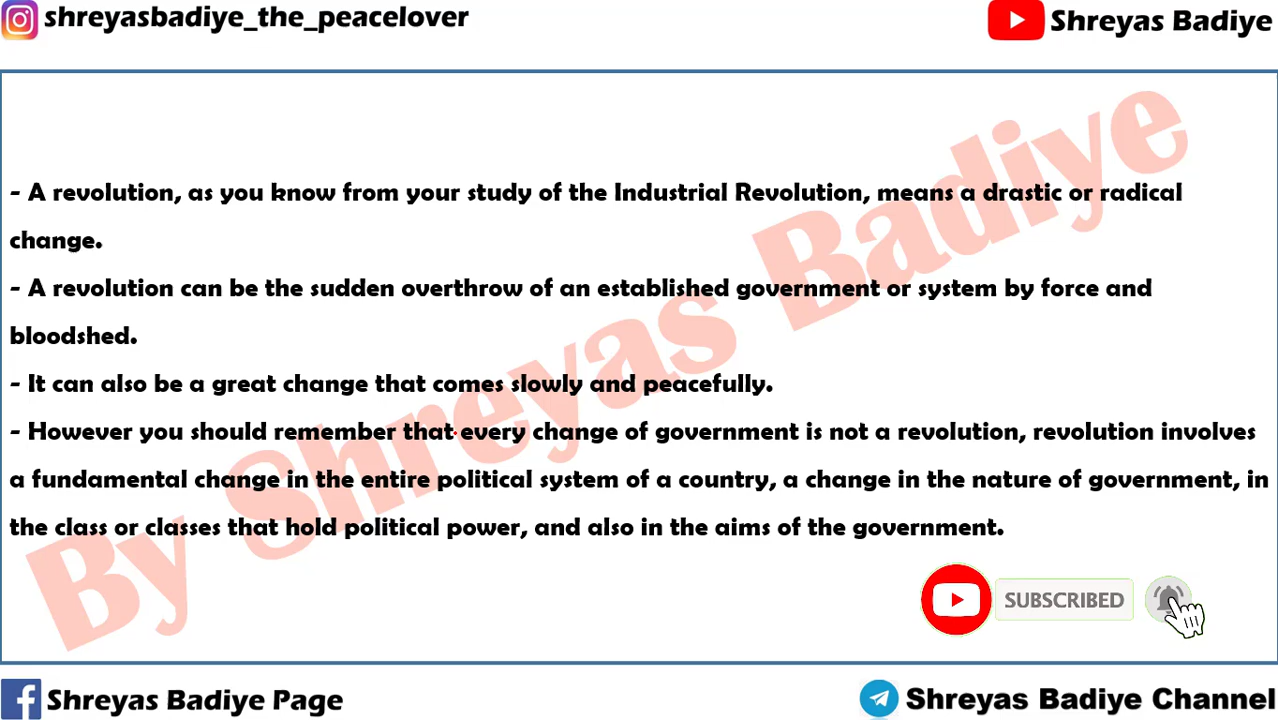 shreyasbadiye_the_peacelover
Shreyas Badiye
- A revolution, as you know from your study of the Industrial Revolution, means a drastic or radical
change.
- A revolution can be the sudden overthrow of an established government or system by force and
bloodshed.
- It can also be a great change that comes slowly and peacefully.
- However you should remember that every change of government is not a revolution, revolution involves
a fundamental change in the entire political system of a country, a change in the nature of government, in
the class or classes that hold political power, and also in the aims of the government.
By Shreyas Badiye
SUBSCRIBED
Shreyas Badiye Page
Shreyas Badiye Channel